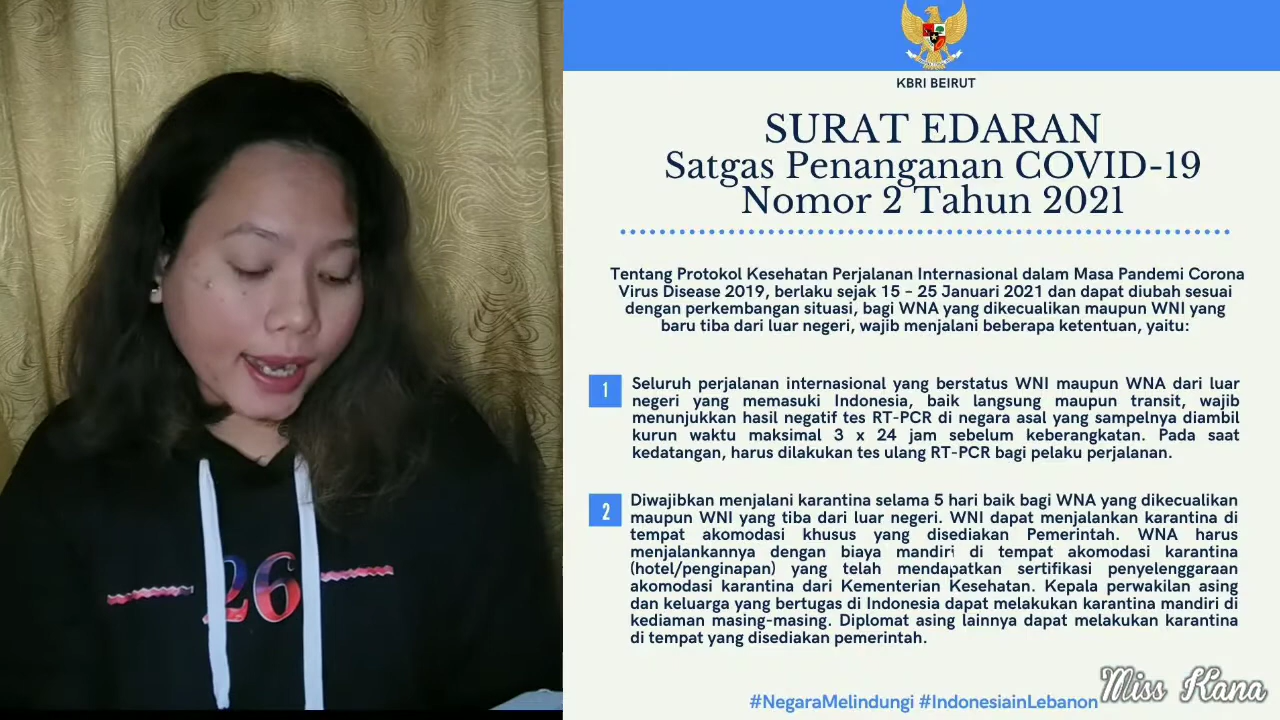 26
KBRI BEIRUT
SURAT EDARAN
Satgas Penanganan COVID-19
Nomor 2 Tahun 2021
Tentang Protokol Kesehatan Perjalanan Internasional dalam Masa Pandemi Corona
Virus Disease 2019, berlaku sejak 15 - 25 Januari 2021 dan dapat diubah sesuai
dengan perkembangan situasi, bagi WNA yang dikecualikan maupun WNI yang
baru tiba dari luar negeri, wajib menjalani beberapa ketentuan, yaitu:
1
Seluruh perjalanan internasional yang berstatus WNI maupun WNA dari luar
negeri yang memasuki Indonesia, baik langsung maupun transit, wajib
menunjukkan hasil negatif tes RT-PCR di negara asal yang sampelnya diambil
kurun waktu maksimal 3 x 24 jam sebelum keberangkatan. Pada saat
kedatangan, harus dilakukan tes ulang RT-PCR bagi pelaku perjalanan.
2
Diwajibkan menjalani karantina selama 5 hari baik bagi WNA yang dikecualikan
maupun WNI yang tiba dari luar negeri. WNI dapat menjalankan karantina di
tempat akomodasi khusus yang disediakan Pemerintah. WNA harus
menjalankannya dengan biaya mandiri di tempat akomodasi karantina
(hotel/penginapan) yang telah mendapatkan sertifikasi penyelenggaraan
akomodasi karantina dari Kementerian Kesehatan. Kepala perwakilan asing
dan keluarga yang bertugas di Indonesia dapat melakukan karantina mandiri di
kediaman masing-masing. Diplomat asing lainnya dapat melakukan karantina
di tempat yang disediakan pemerintah.
#NegaraMelindungi #IndonesiainLebanon
Miss Kana